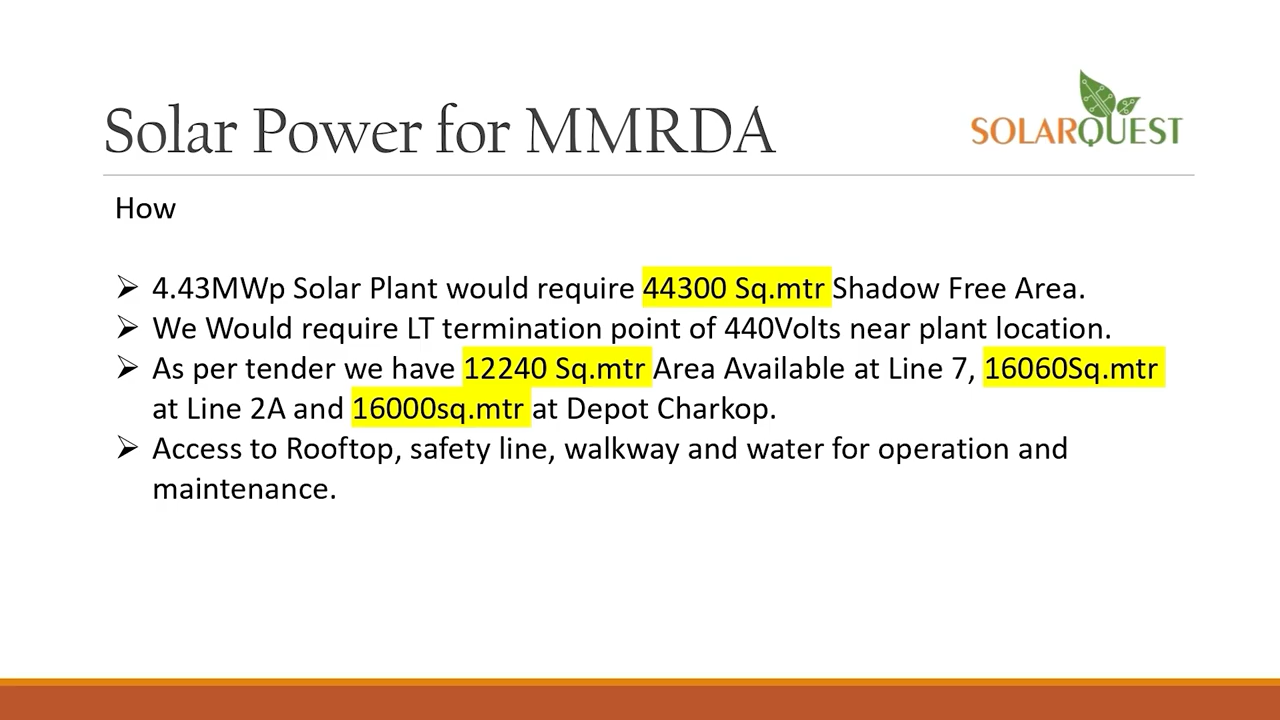 Solar Power for MMRDA
SOLARQUEST
How
➢ 4.43MWp Solar Plant would require 44300 Sq.mtr Shadow Free Area.
➢ We Would require LT termination point of 440Volts near plant location.
➢ As per tender we have 12240 Sq.mtr Area Available at Line 7, 16060Sq.mtr
at Line 2A and 16000sq.mtr at Depot Charkop.
➢ Access to Rooftop, safety line, walkway and water for operation and
maintenance.